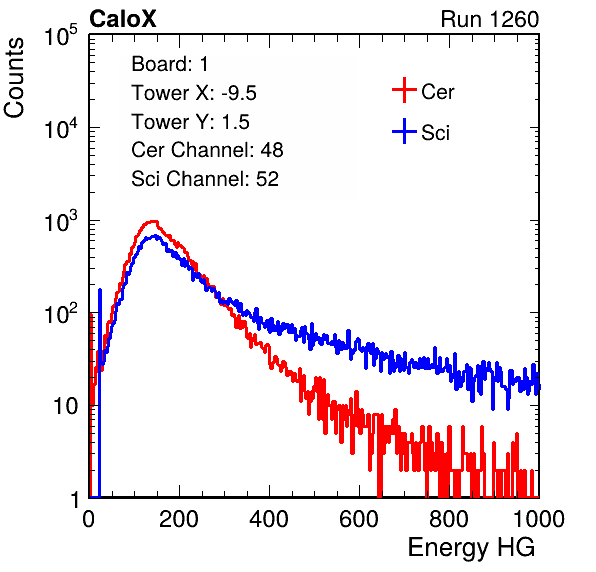 CaloX Run 1260
Counts
Board: 1
Tower X: -9.5
Tower Y: 1.5
Cer Channel: 48
Sci Channel: 52
Cer
Sci
10^5
10^4
10^3
10^2
10
1
0 200 400 600 800 1000
Energy HG